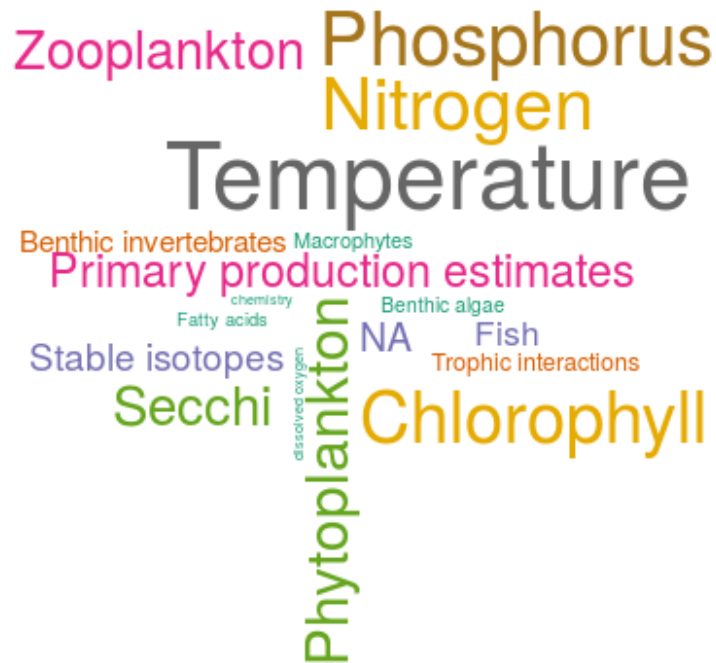 Zooplankton
Phosphorus
Nitrogen
Temperature
Benthic invertebrates
Macrophytes
Primary production estimates
chemistry
Benthic algae
Fatty acids
NA
Fish
Stable isotopes
Trophic interactions
dissolved oxygen
Secchi
Phytoplankton
Chlorophyll